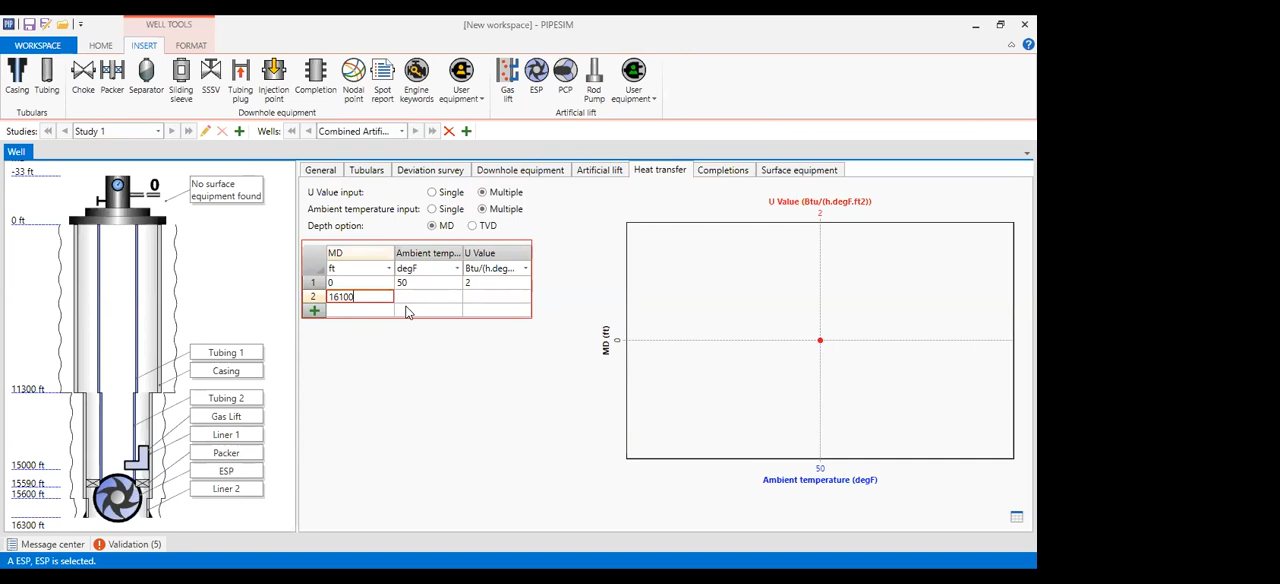 PIP
WELL TOOLS
[New workspace] - PIPESIM
WORKSPACE HOME INSERT FORMAT
Casing Tubing Choke Packer Separator Sliding sleeve SSSV Tubing plug Injection point Completion Nodal point Spot report Engine keywords User equipment Gas lift ESP PCP Rod Pump User equipment
Tubulars Downhole equipment Artificial lift
Studies: Study 1 Wells: Combined Artifi...
Well
General Tubulars Deviation survey Downhole equipment Artificial lift Heat transfer Completions Surface equipment
-33 ft
0
No surface
equipment found
0 ft
11300 ft
15000 ft
15590 ft
15600 ft
16300 ft
Tubing 1
Casing
Tubing 2
Gas Lift
Liner 1
Packer
ESP
Liner 2
U Value input: Single Multiple
Ambient temperature input: Single Multiple
Depth option: MD TVD
MD Ambient temp... U Value
ft degF Btu/(h.deg...
1 0 50 2
2 16100
U Value (Btu/(h.degF.ft2))
2
MD (ft)
0
50
Ambient temperature (degF)
Message center Validation (5)
A ESP, ESP is selected.